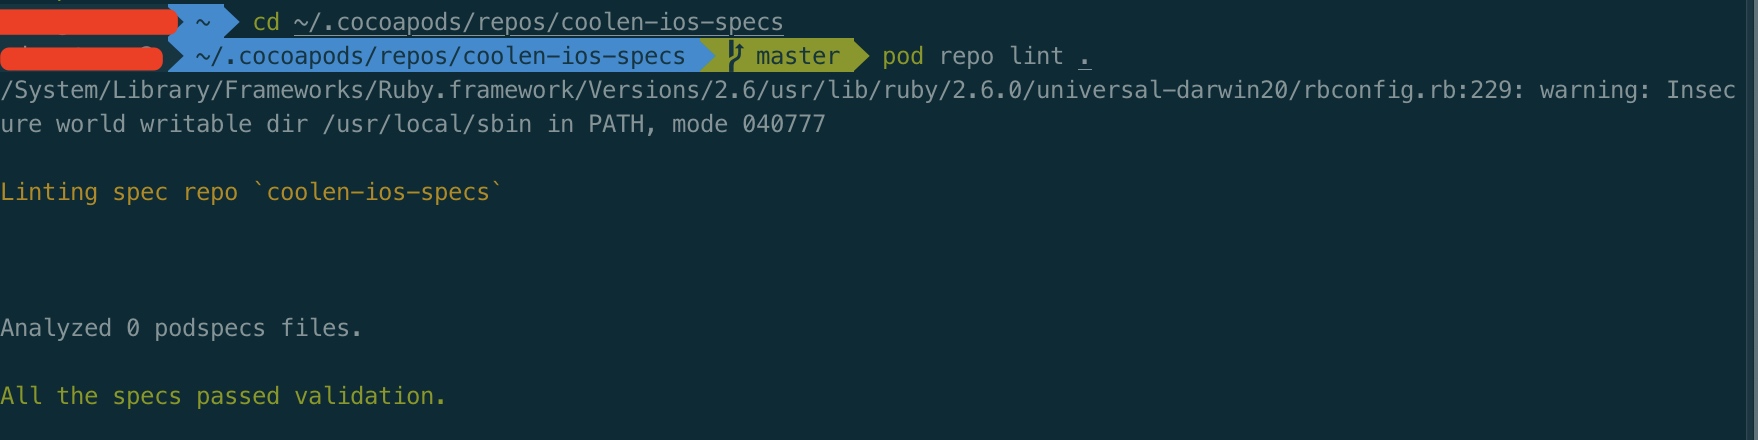 ~ cd ~/.cocoapods/repos/coolen-ios-specs
~/.cocoapods/repos/coolen-ios-specs master pod repo lint .
/System/Library/Frameworks/Ruby.framework/Versions/2.6/usr/lib/ruby/2.6.0/universal-darwin20/rbconfig.rb:229: warning: Insec
ure world writable dir /usr/local/sbin in PATH, mode 040777
Linting spec repo `coolen-ios-specs`
Analyzed 0 podspecs files.
All the specs passed validation.